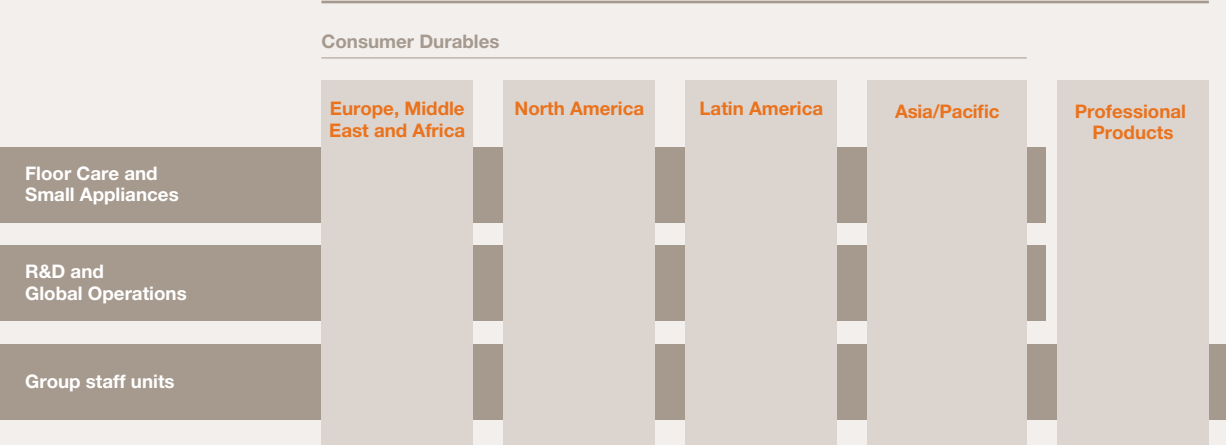 Consumer Durables
Europe, Middle
East and Africa
North America
Latin America
Asia/Pacific
Professional
Products
Floor Care and
Small Appliances
R&D and
Global Operations
Group staff units